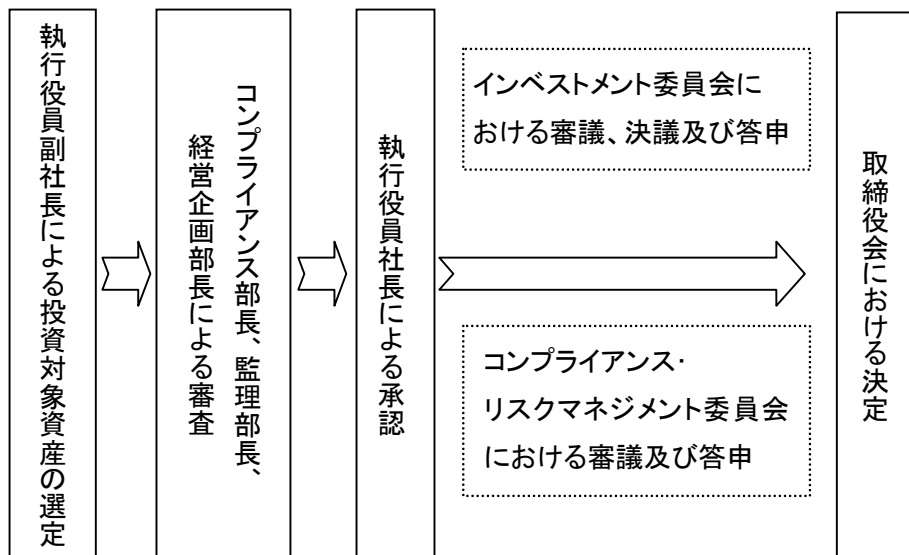 執行役員副社長による投資対象資産の選定
コンプライアンス部長、監理部長、
経営企画部長による審査
執行役員社長による承認
インベストメント委員会に
おける審議、決議及び答申
コンプライアンス・
リスクマネジメント委員会
における審議及び答申
取締役会における決定